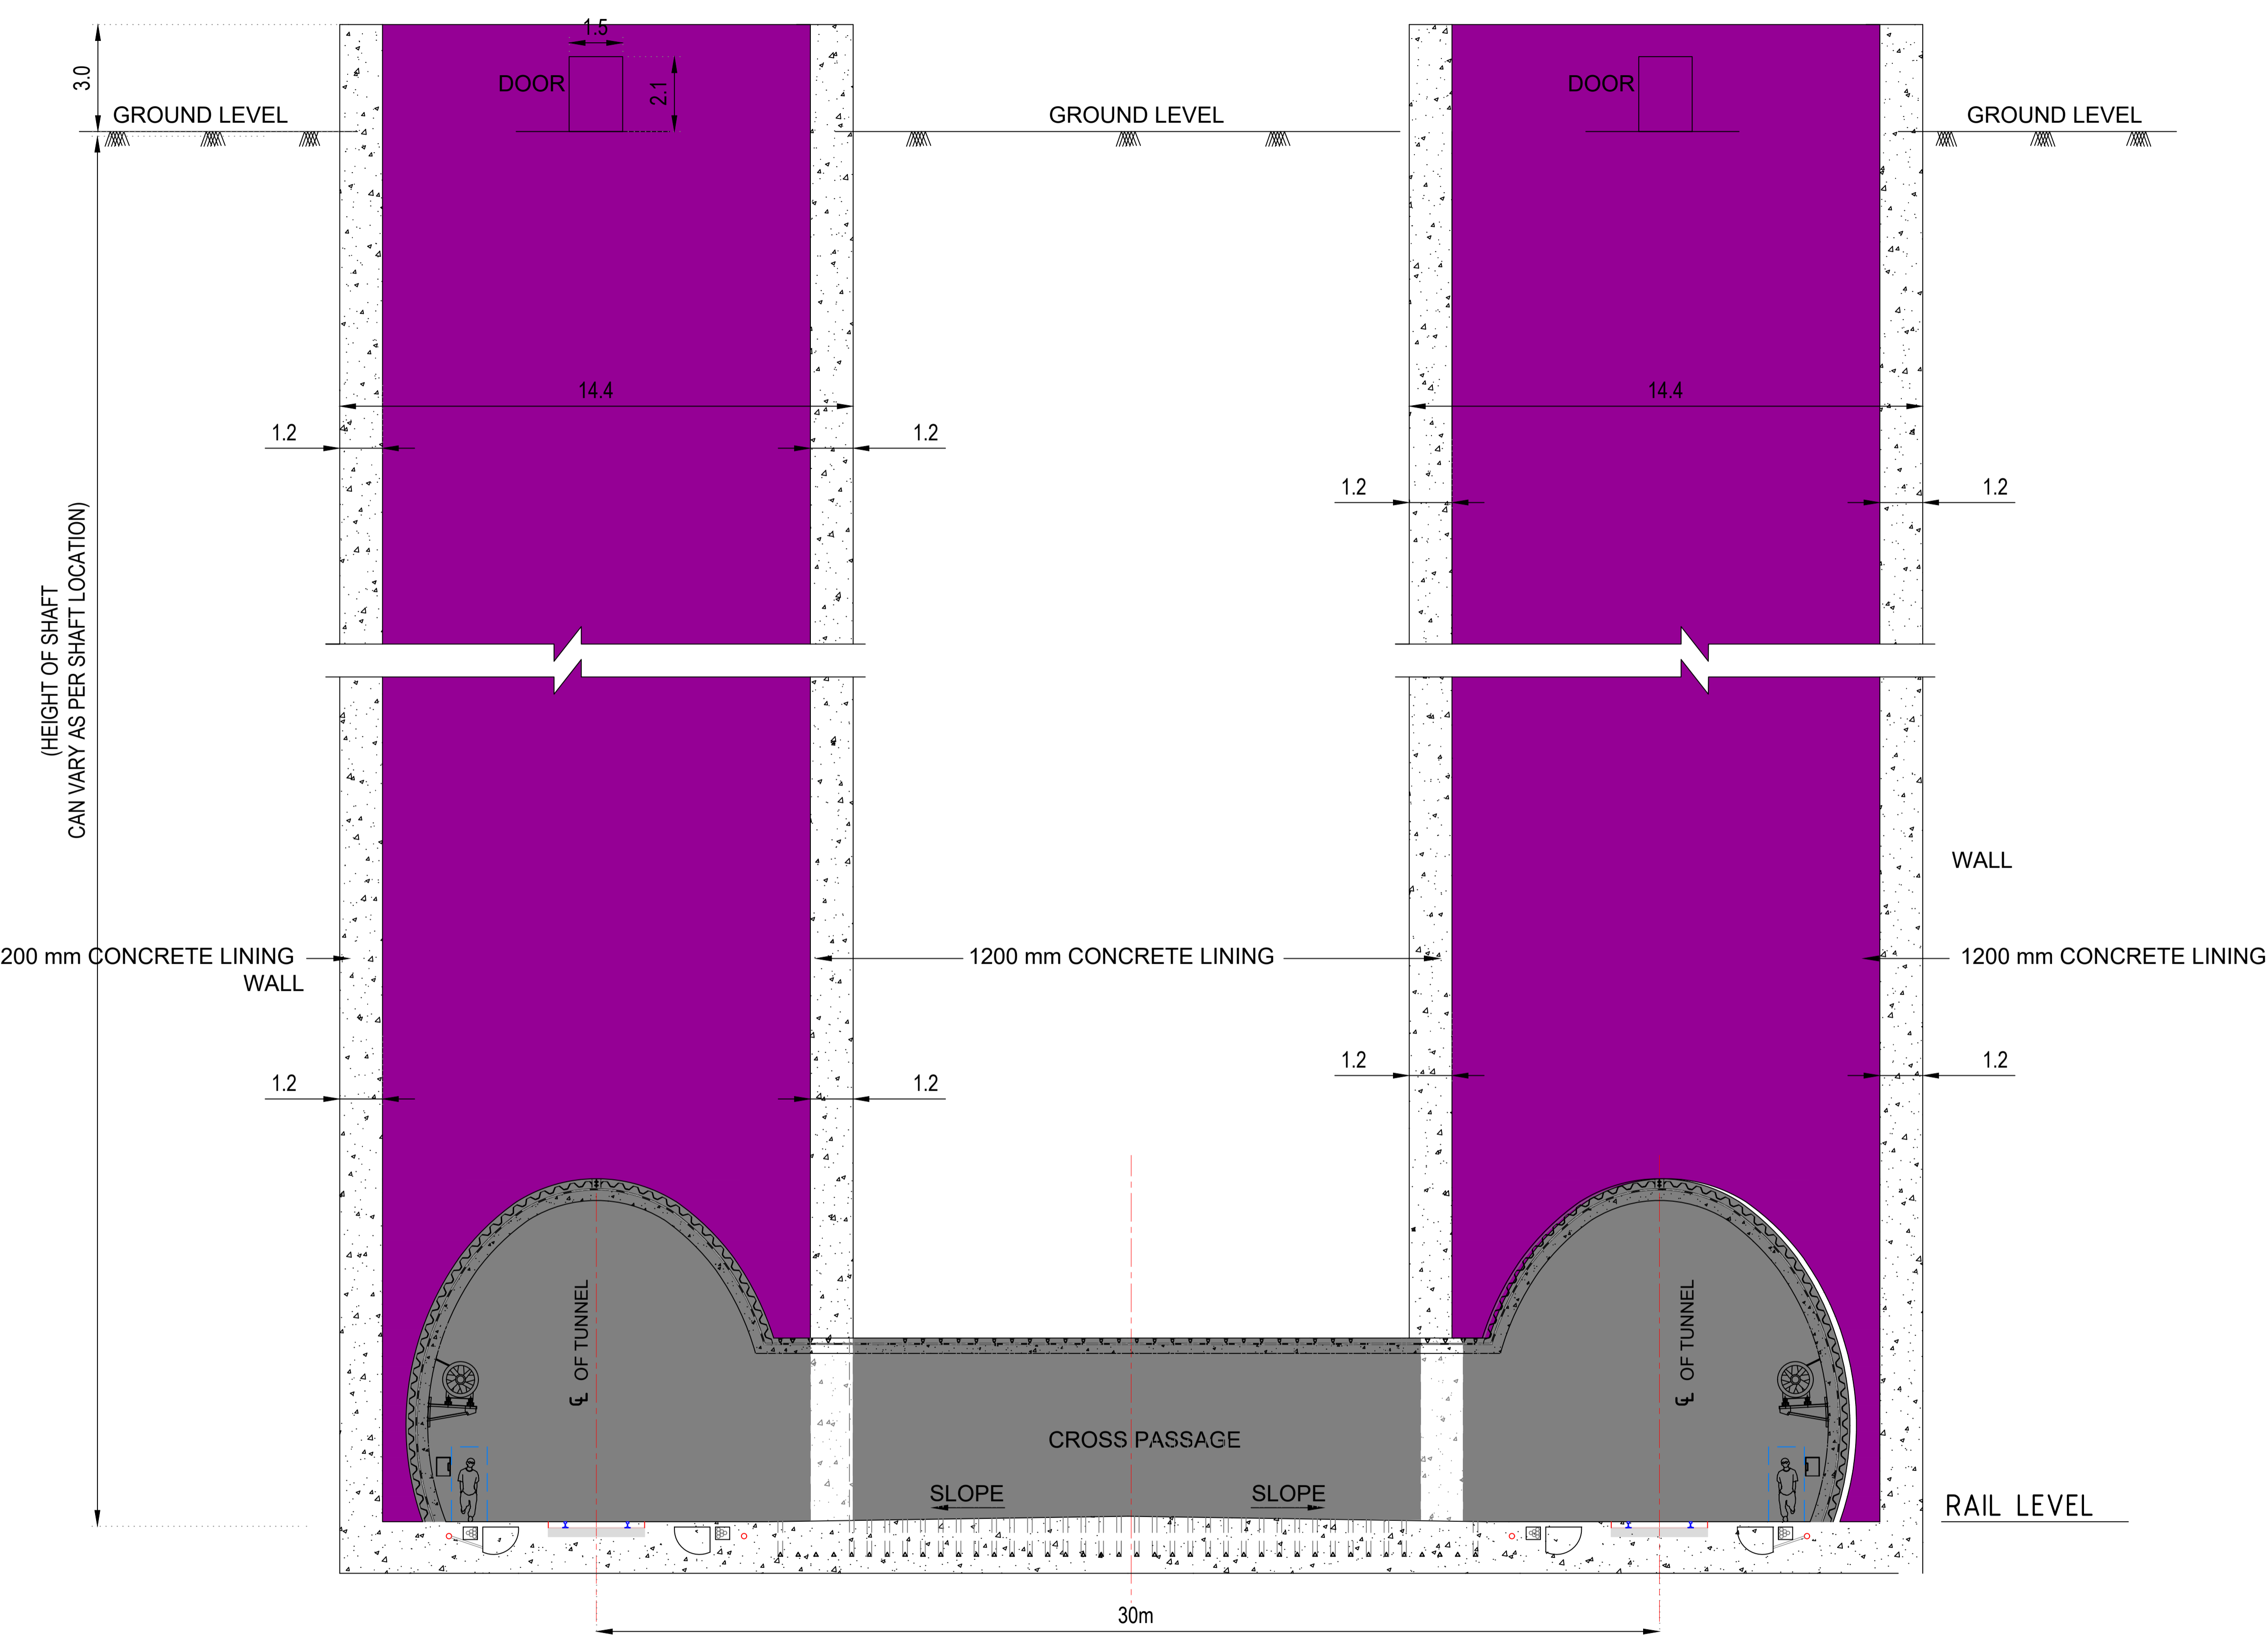 1.5
3.0
DOOR
2.1
DOOR
GROUND LEVEL
GROUND LEVEL
GROUND LEVEL
14.4
14.4
1.2
1.2
1.2
1.2
(HEIGHT OF SHAFT
CAN VARY AS PER SHAFT LOCATION)
WALL
200 mm CONCRETE LINING
WALL
1200 mm CONCRETE LINING
1200 mm CONCRETE LINING
1.2
1.2
1.2
1.2
℄ OF TUNNEL
℄ OF TUNNEL
CROSS PASSAGE
SLOPE
SLOPE
RAIL LEVEL
30m